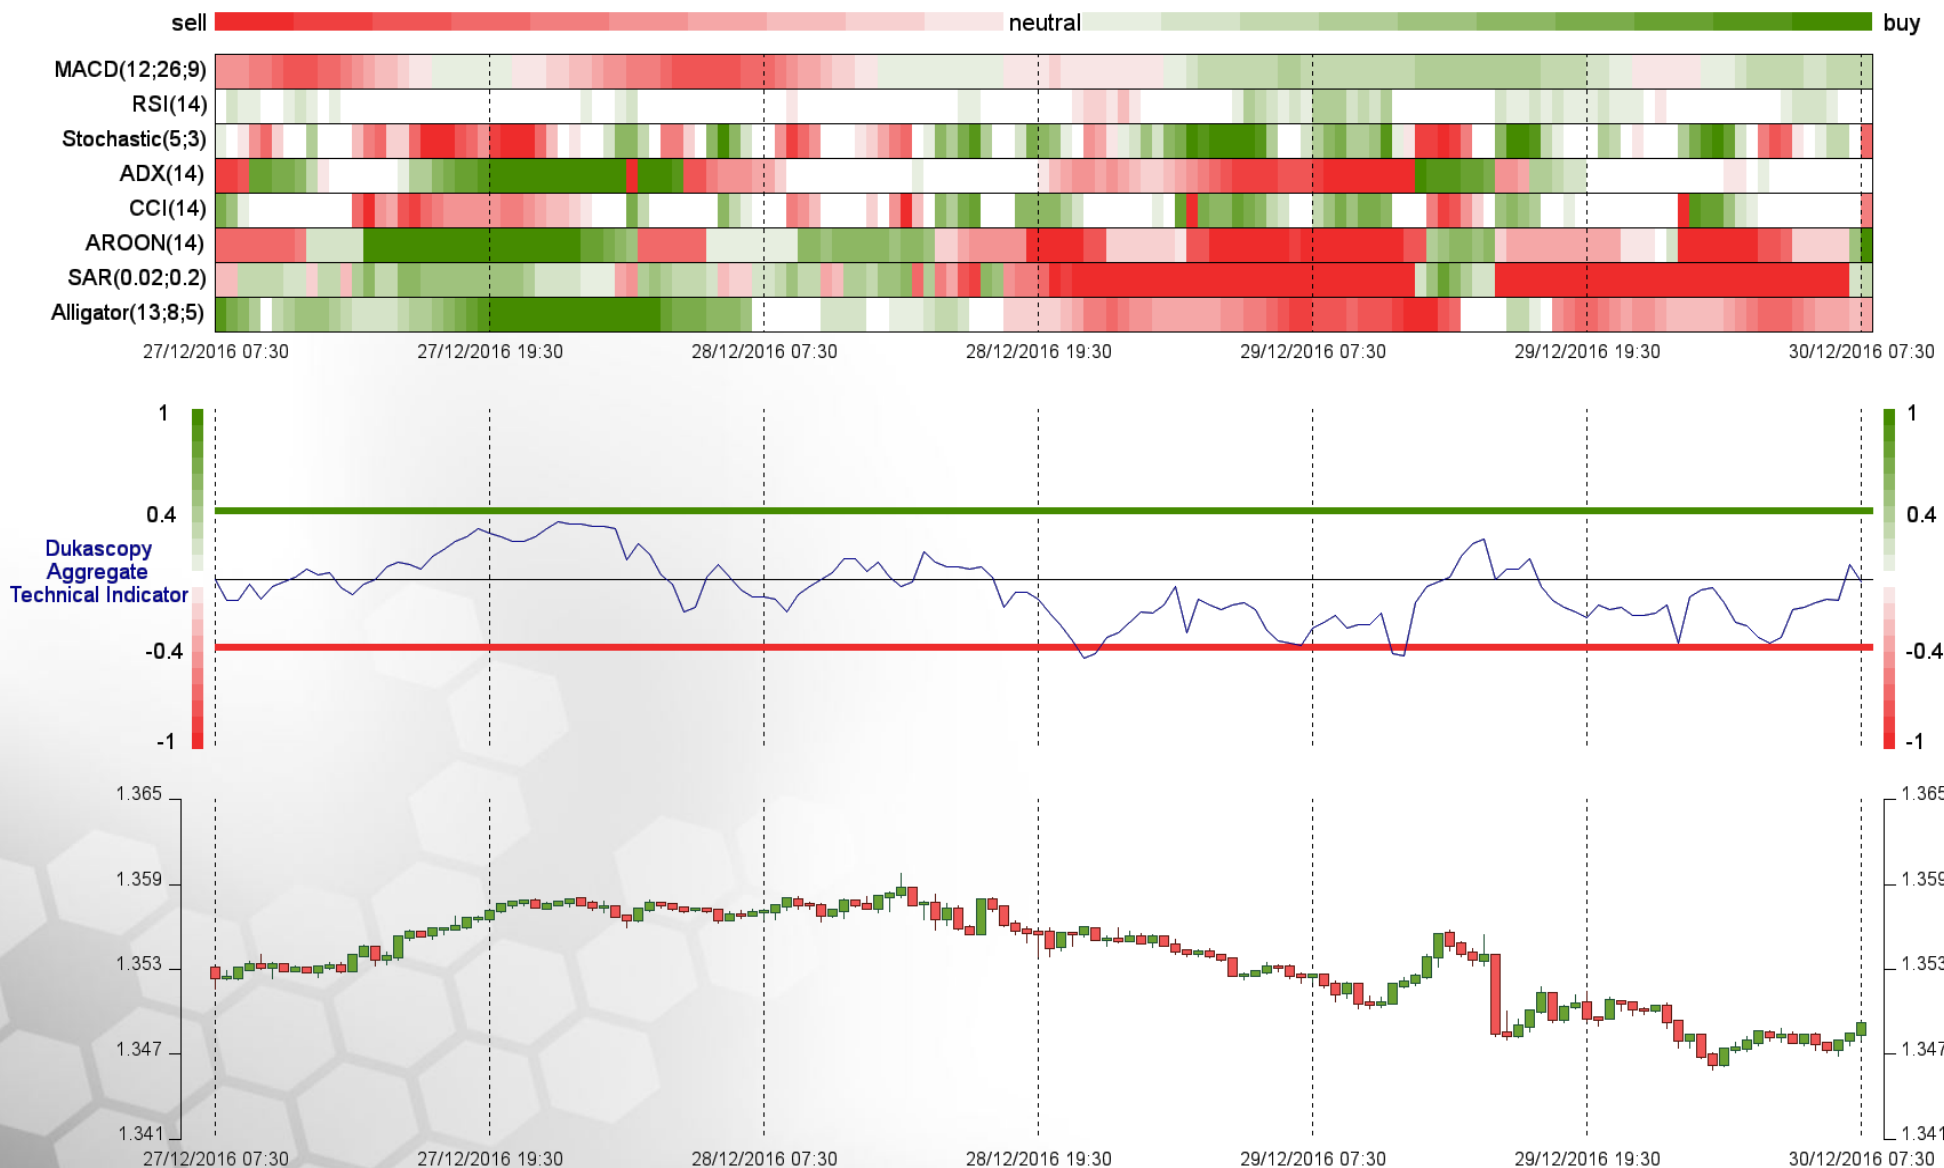 sell neutral buy
MACD(12;26;9)
RSI(14)
Stochastic(5;3)
ADX(14)
CCI(14)
AROON(14)
SAR(0.02;0.2)
Alligator(13;8;5)
27/12/2016 07:30 27/12/2016 19:30 28/12/2016 07:30 28/12/2016 19:30 29/12/2016 07:30 29/12/2016 19:30 30/12/2016 07:30
1 1
0.4 0.4
Dukascopy
Aggregate
Technical Indicator
-0.4 -0.4
-1 -1
1.365 1.365
1.359 1.359
1.353 1.353
1.347 1.347
1.341 1.341
27/12/2016 07:30 27/12/2016 19:30 28/12/2016 07:30 28/12/2016 19:30 29/12/2016 07:30 29/12/2016 19:30 30/12/2016 07:30